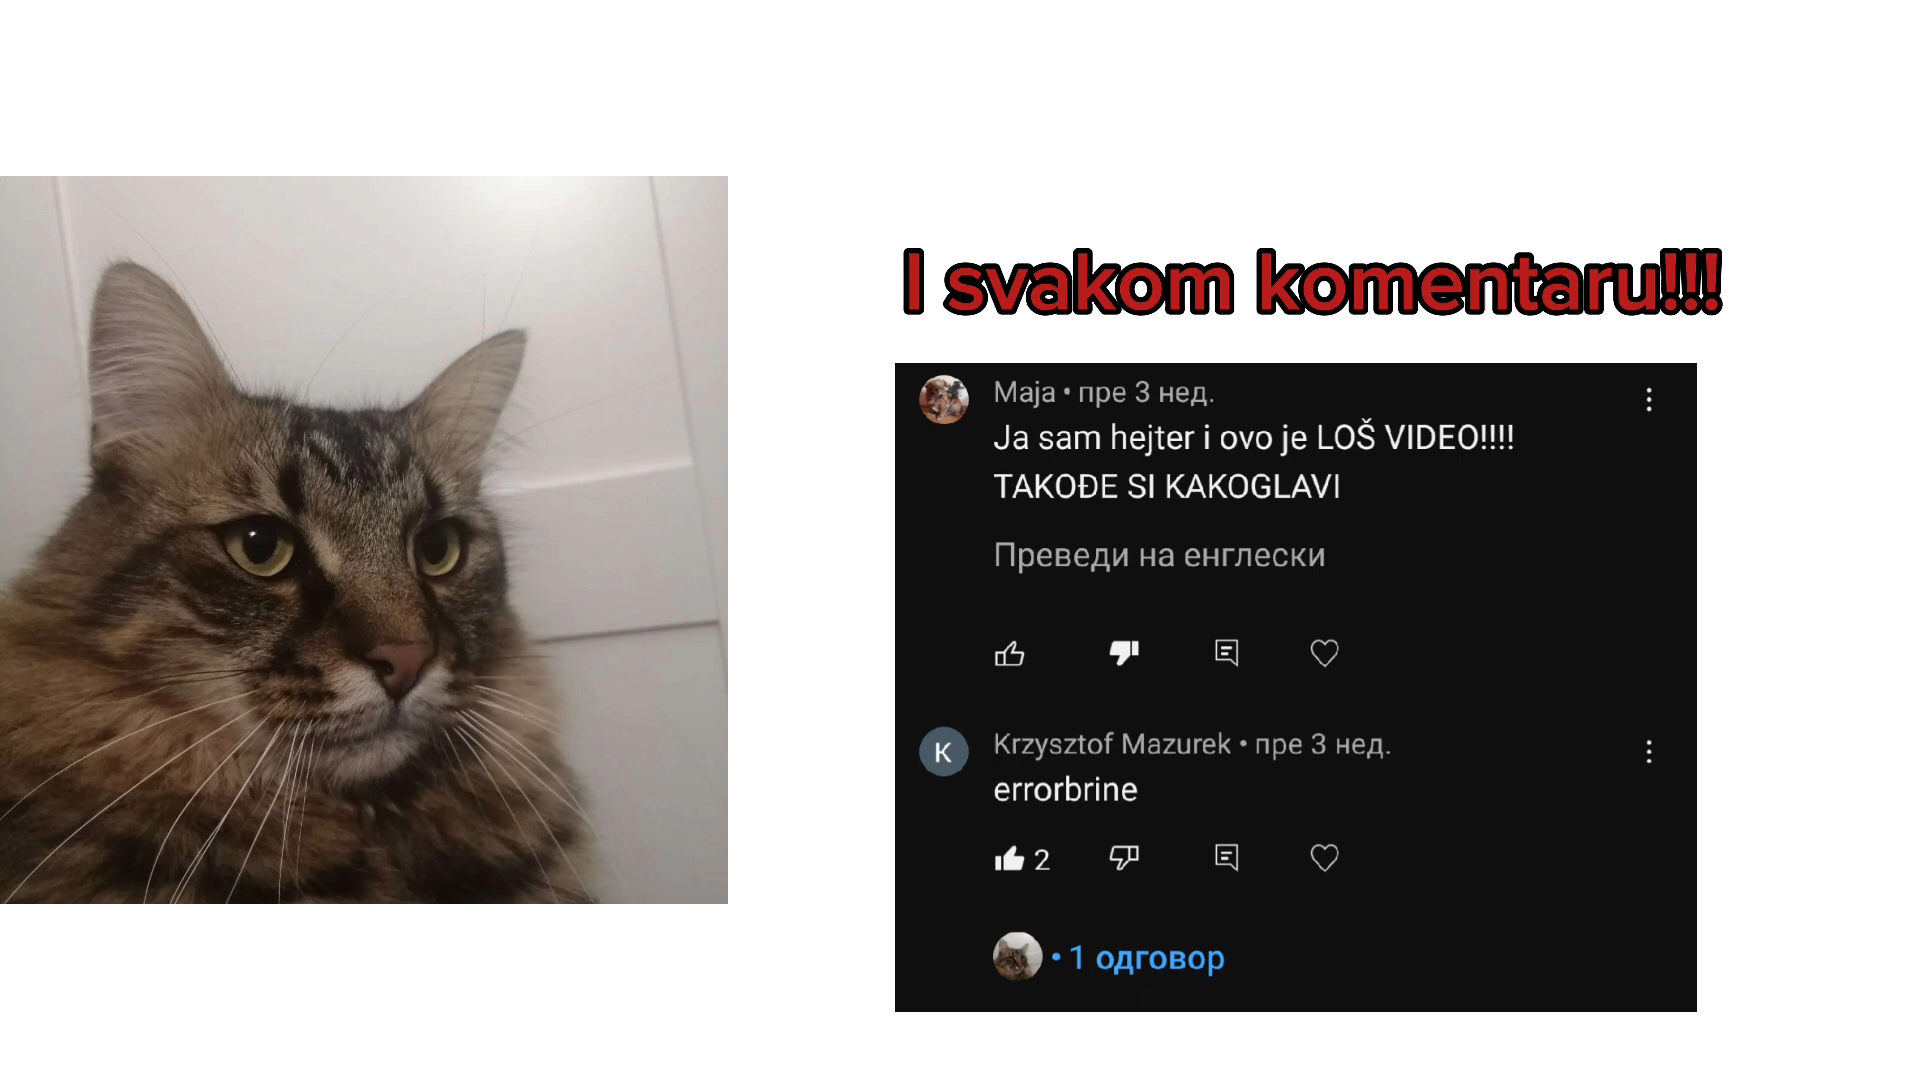 I svakom komentaru!!!
Maja • пре 3 нед.
Ja sam hejter i ovo je LOŠ VIDEO!!!!
TAKOĐE SI KAKOGLAVI
Преведи на енглески
K
Krzysztof Mazurek • пре 3 нед.
errorbrine
2
• 1 одговор